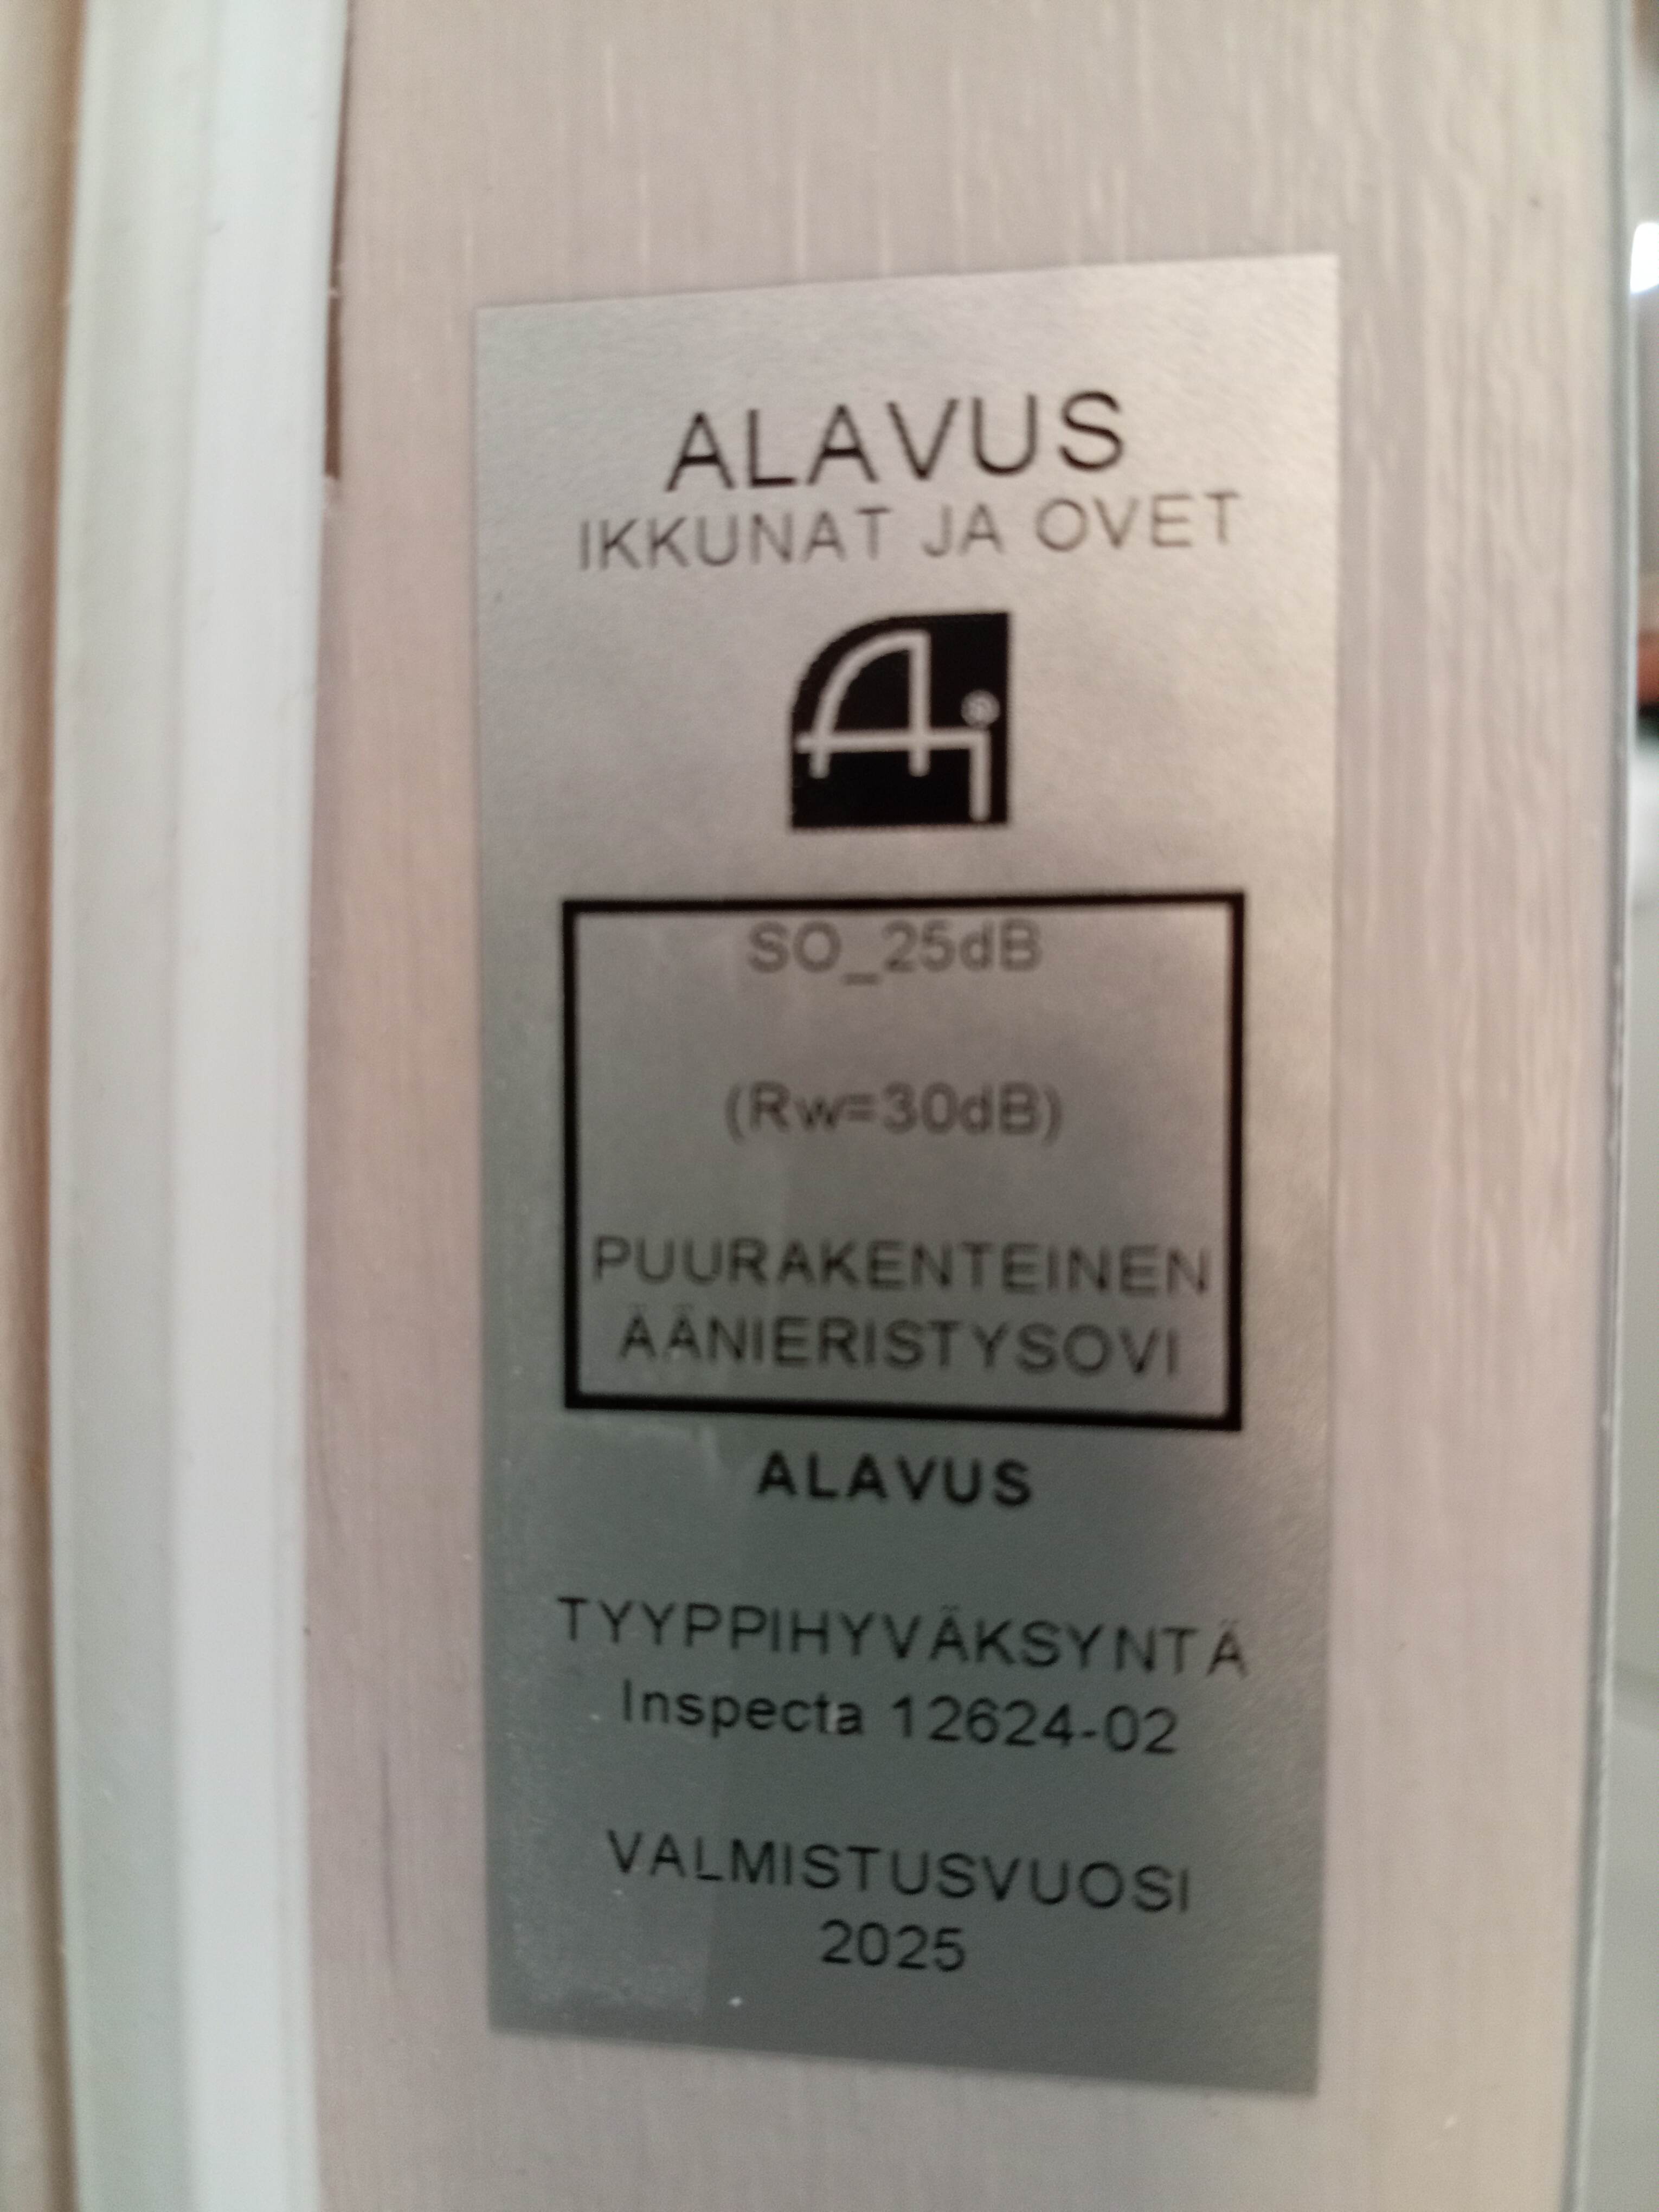 ALAVUS
IKKUNAT JA OVET
SO_25dB
(Rw=30dB)
PUURAKENTEINEN
ÄÄNIERISTYSOVI
ALAVUS
TYYPPIHYVÄKSYNTÄ
Inspecta 12624-02
VALMISTUSVUOSI
2025